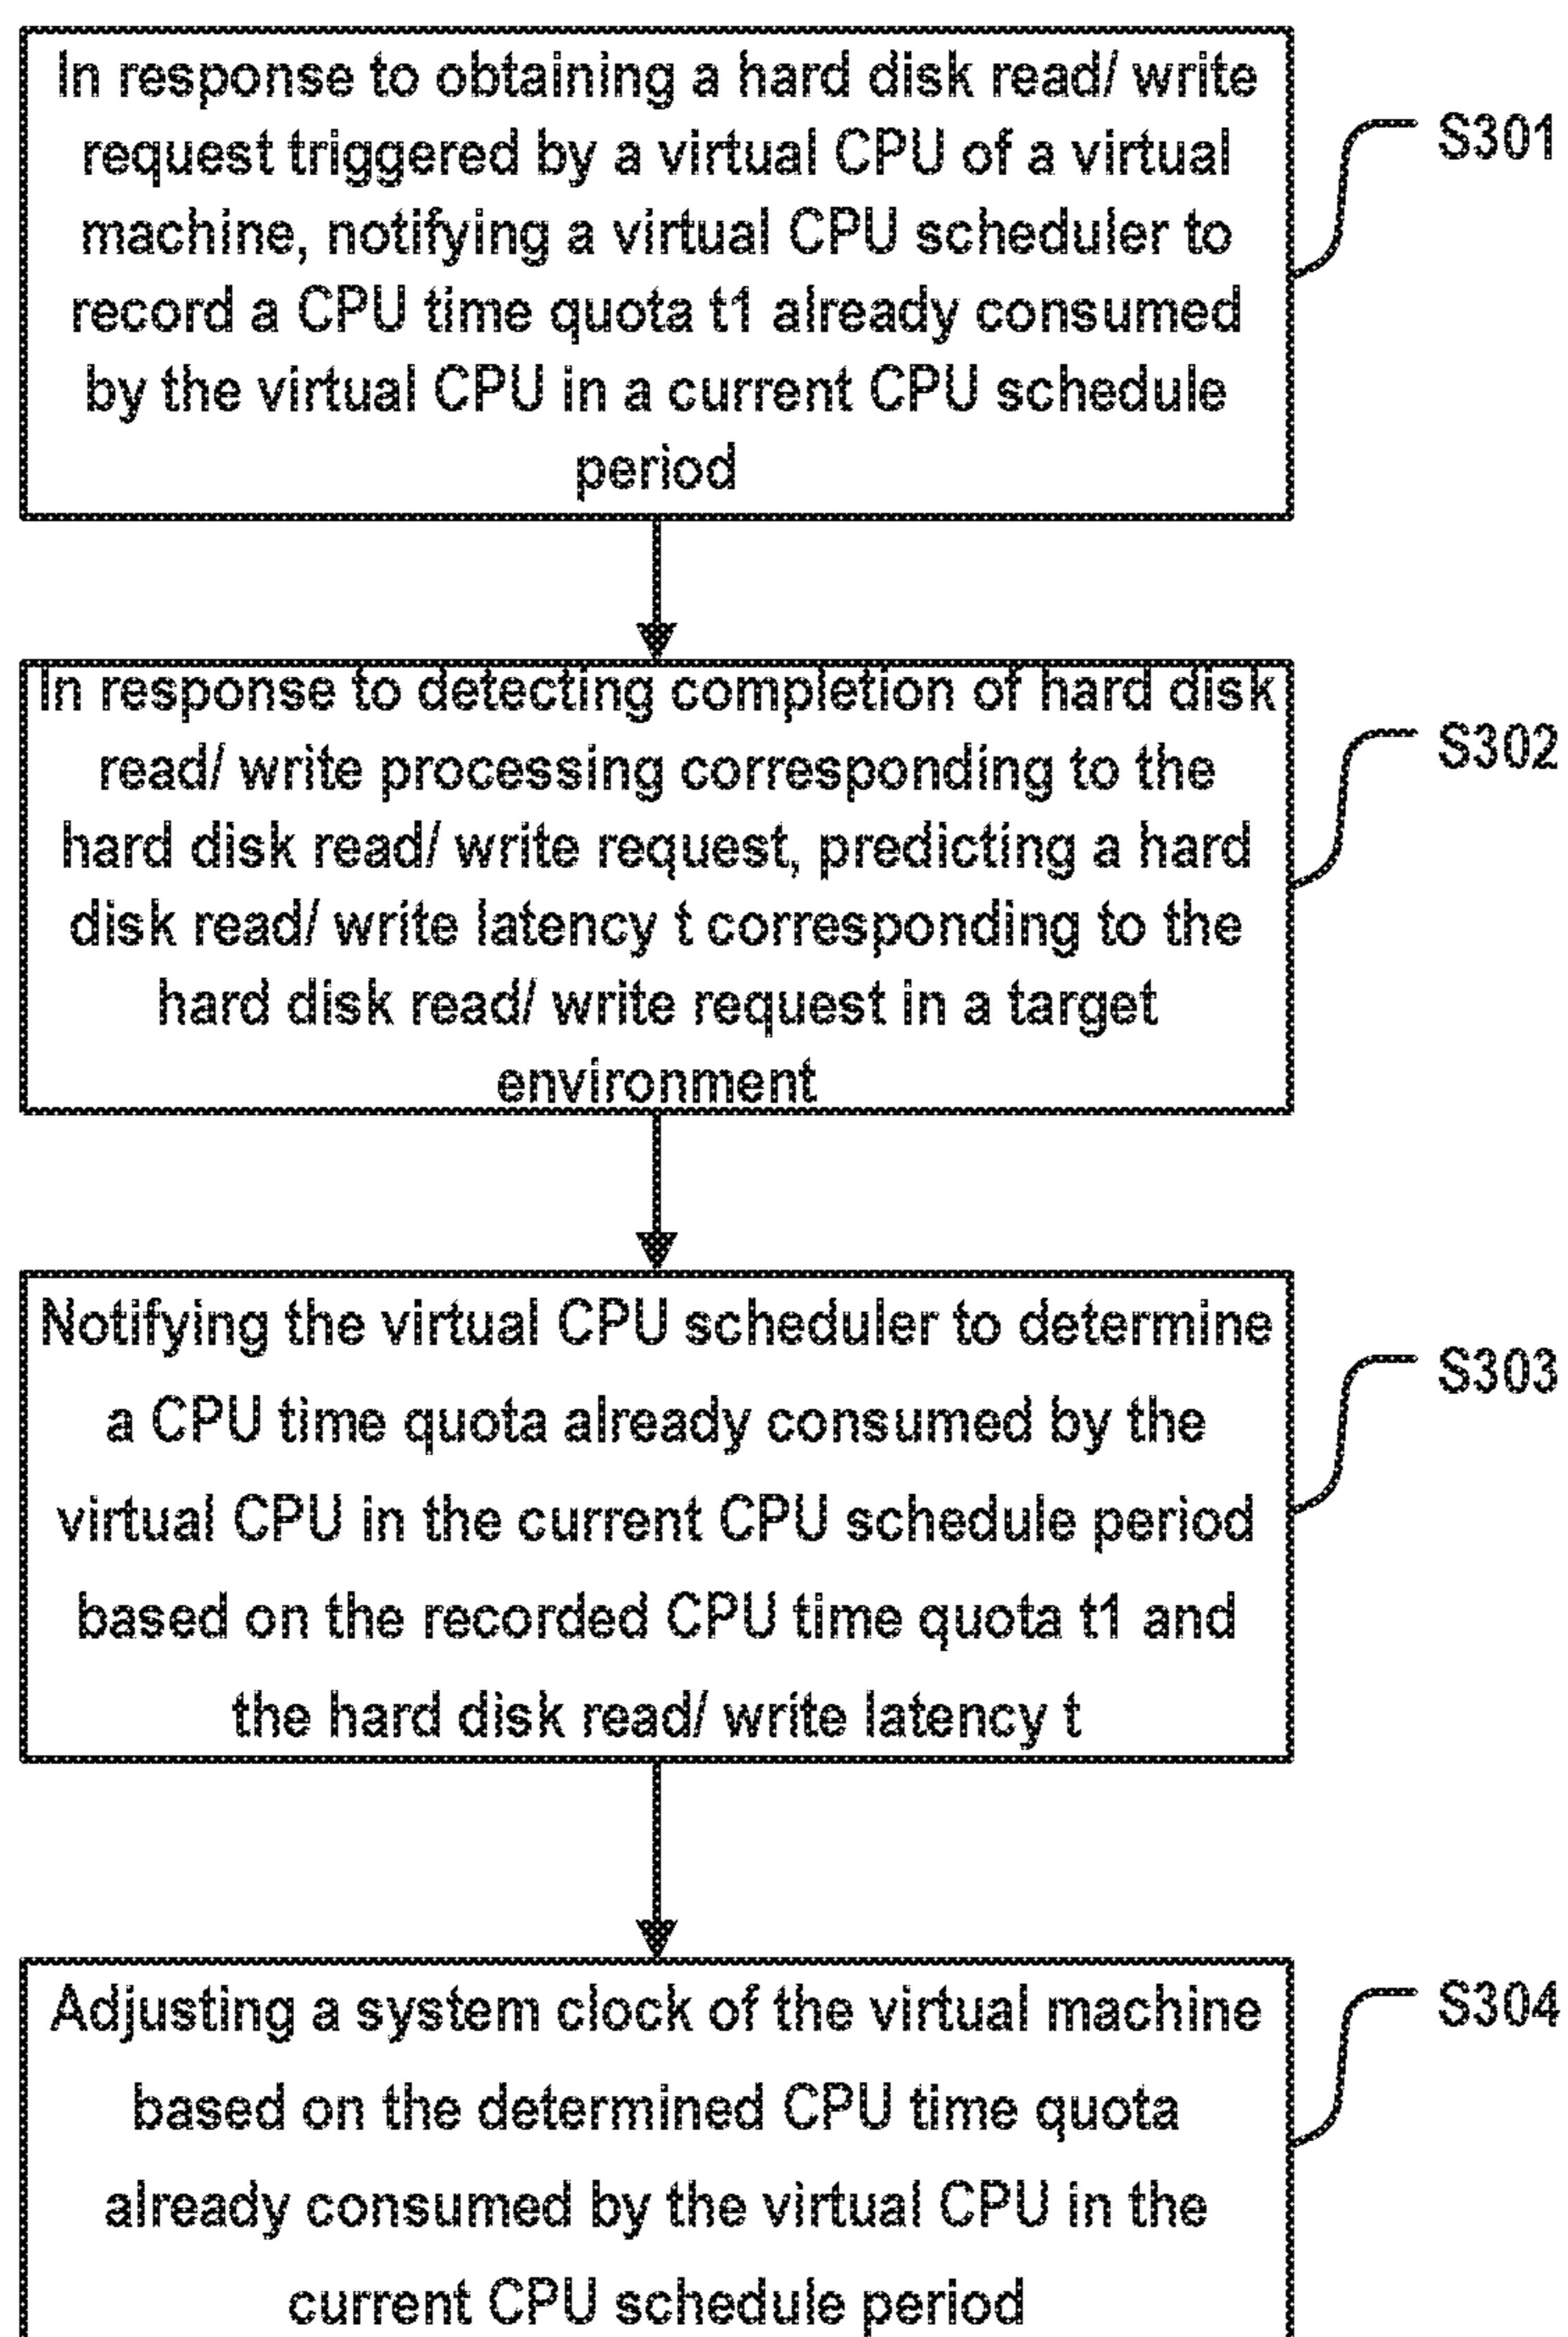 In response to obtaining a hard disk read/ write
request triggered by a virtual CPU of a virtual
machine, notifying a virtual CPU scheduler to
record a CPU time quota t1 already consumed
by the virtual CPU in a current CPU schedule
period
S301
In response to detecting completion of hard disk
read/ write processing corresponding to the
hard disk read/ write request, predicting a hard
disk read/ write latency t corresponding to the
hard disk read/ write request in a target
environment
S302
Notifying the virtual CPU scheduler to determine
a CPU time quota already consumed by the
virtual CPU in the current CPU schedule period
based on the recorded CPU time quota t1 and
the hard disk read/ write latency t
S303
Adjusting a system clock of the virtual machine
based on the determined CPU time quota
already consumed by the virtual CPU in the
current CPU schedule period
S304